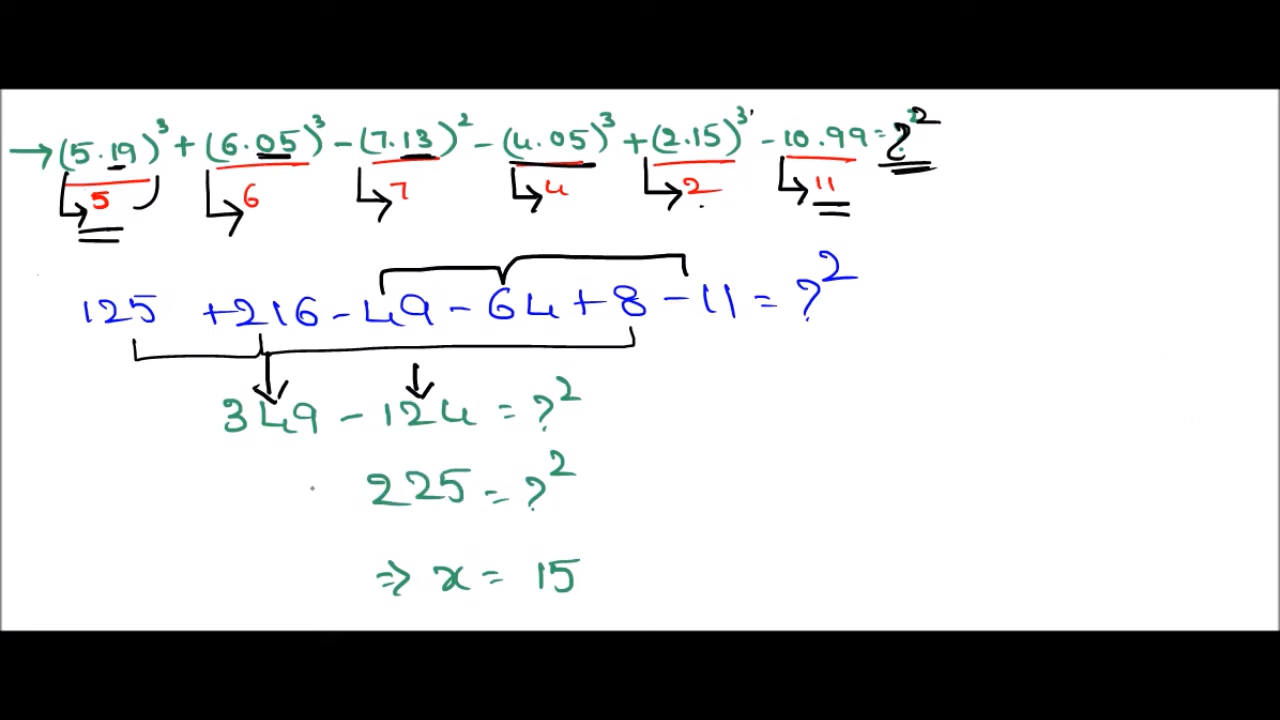 → (5.19)³ + (6.05)³ - (7.13)² - (4.05)³ + (2.15)³ - 10.99 = ?²
5 6 7 4 2 11
125 + 216 - 49 - 64 + 8 - 11 = ?²
349 - 124 = ?²
225 = ?²
⇒ x = 15